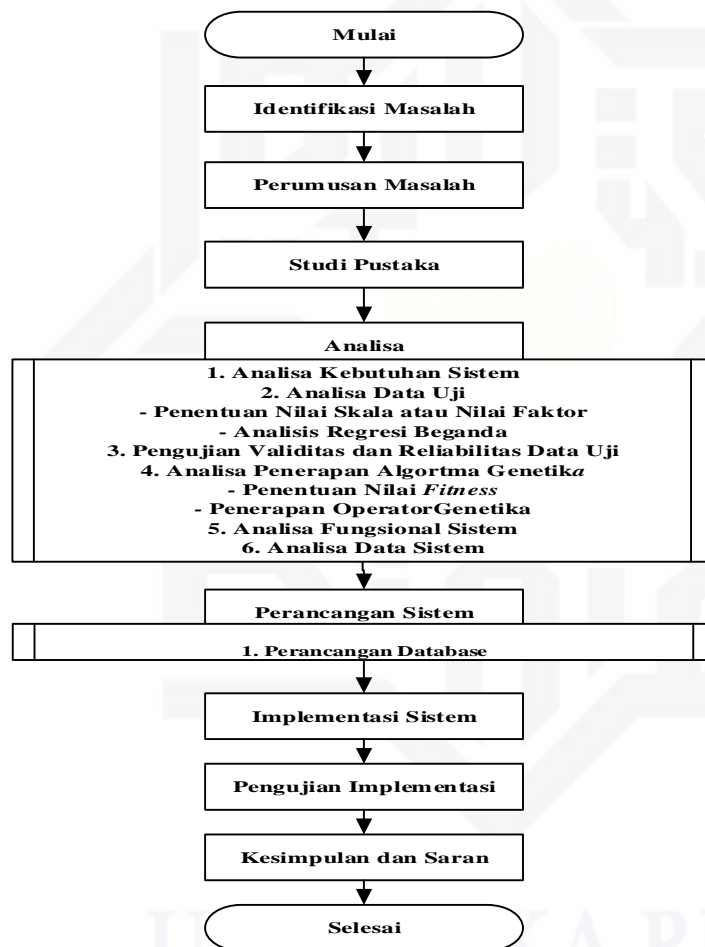 Mulai
Identifikasi Masalah
Perumusan Masalah
Studi Pustaka
Analisa
1. Analisa Kebutuhan Sistem
2. Analisa Data Uji
- Penentuan Nilai Skala atau Nilai Faktor
- Analisis Regresi Beganda
3. Pengujian Validitas dan Reliabilitas Data Uji
4. Analisa Penerapan Algortma Genetika
- Penentuan Nilai Fitness
- Penerapan OperatorGenetika
5. Analisa Fungsional Sistem
6. Analisa Data Sistem
Perancangan Sistem
1. Perancangan Database
Implementasi Sistem
Pengujian Implementasi
Kesimpulan dan Saran
Selesai